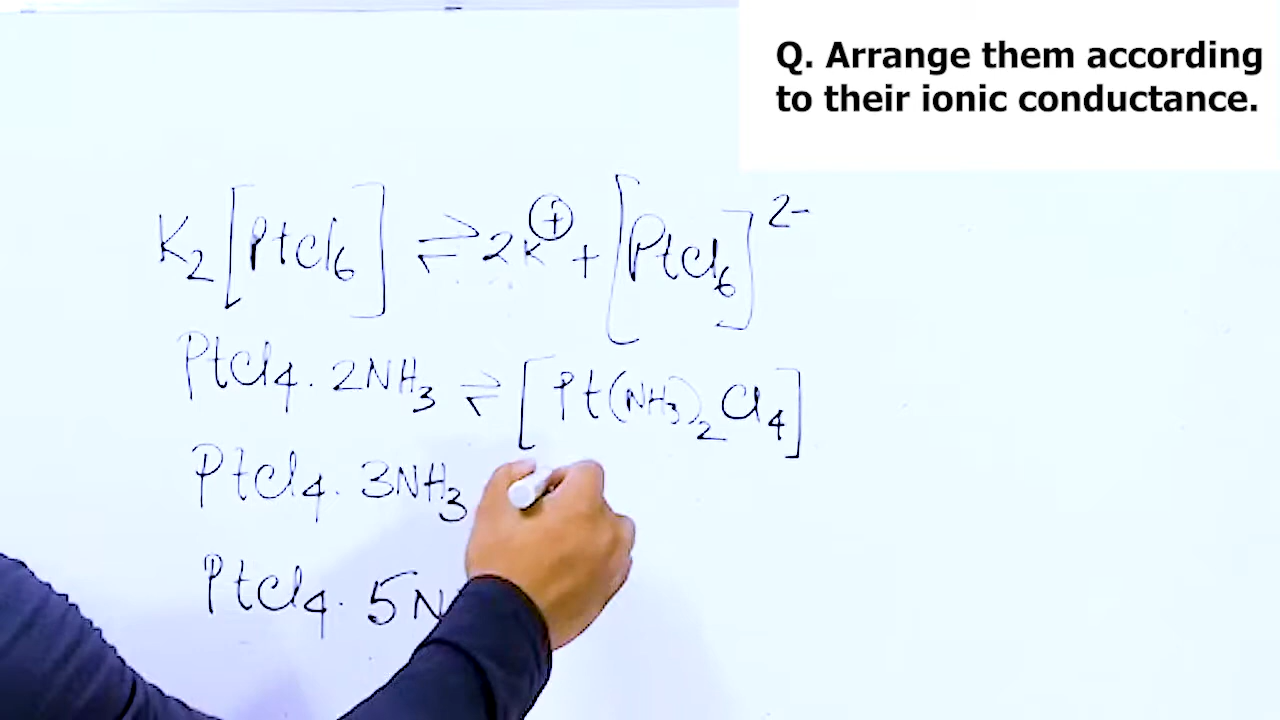 Q. Arrange them according
to their ionic conductance.
K₂[PtCl₆] ⇌ 2K⊕ + [PtCl₆]²⁻
PtCl₄. 2NH₃ ⇌ [Pt(NH₃)₂Cl₄]
PtCl₄. 3NH₃
PtCl₄. 5N